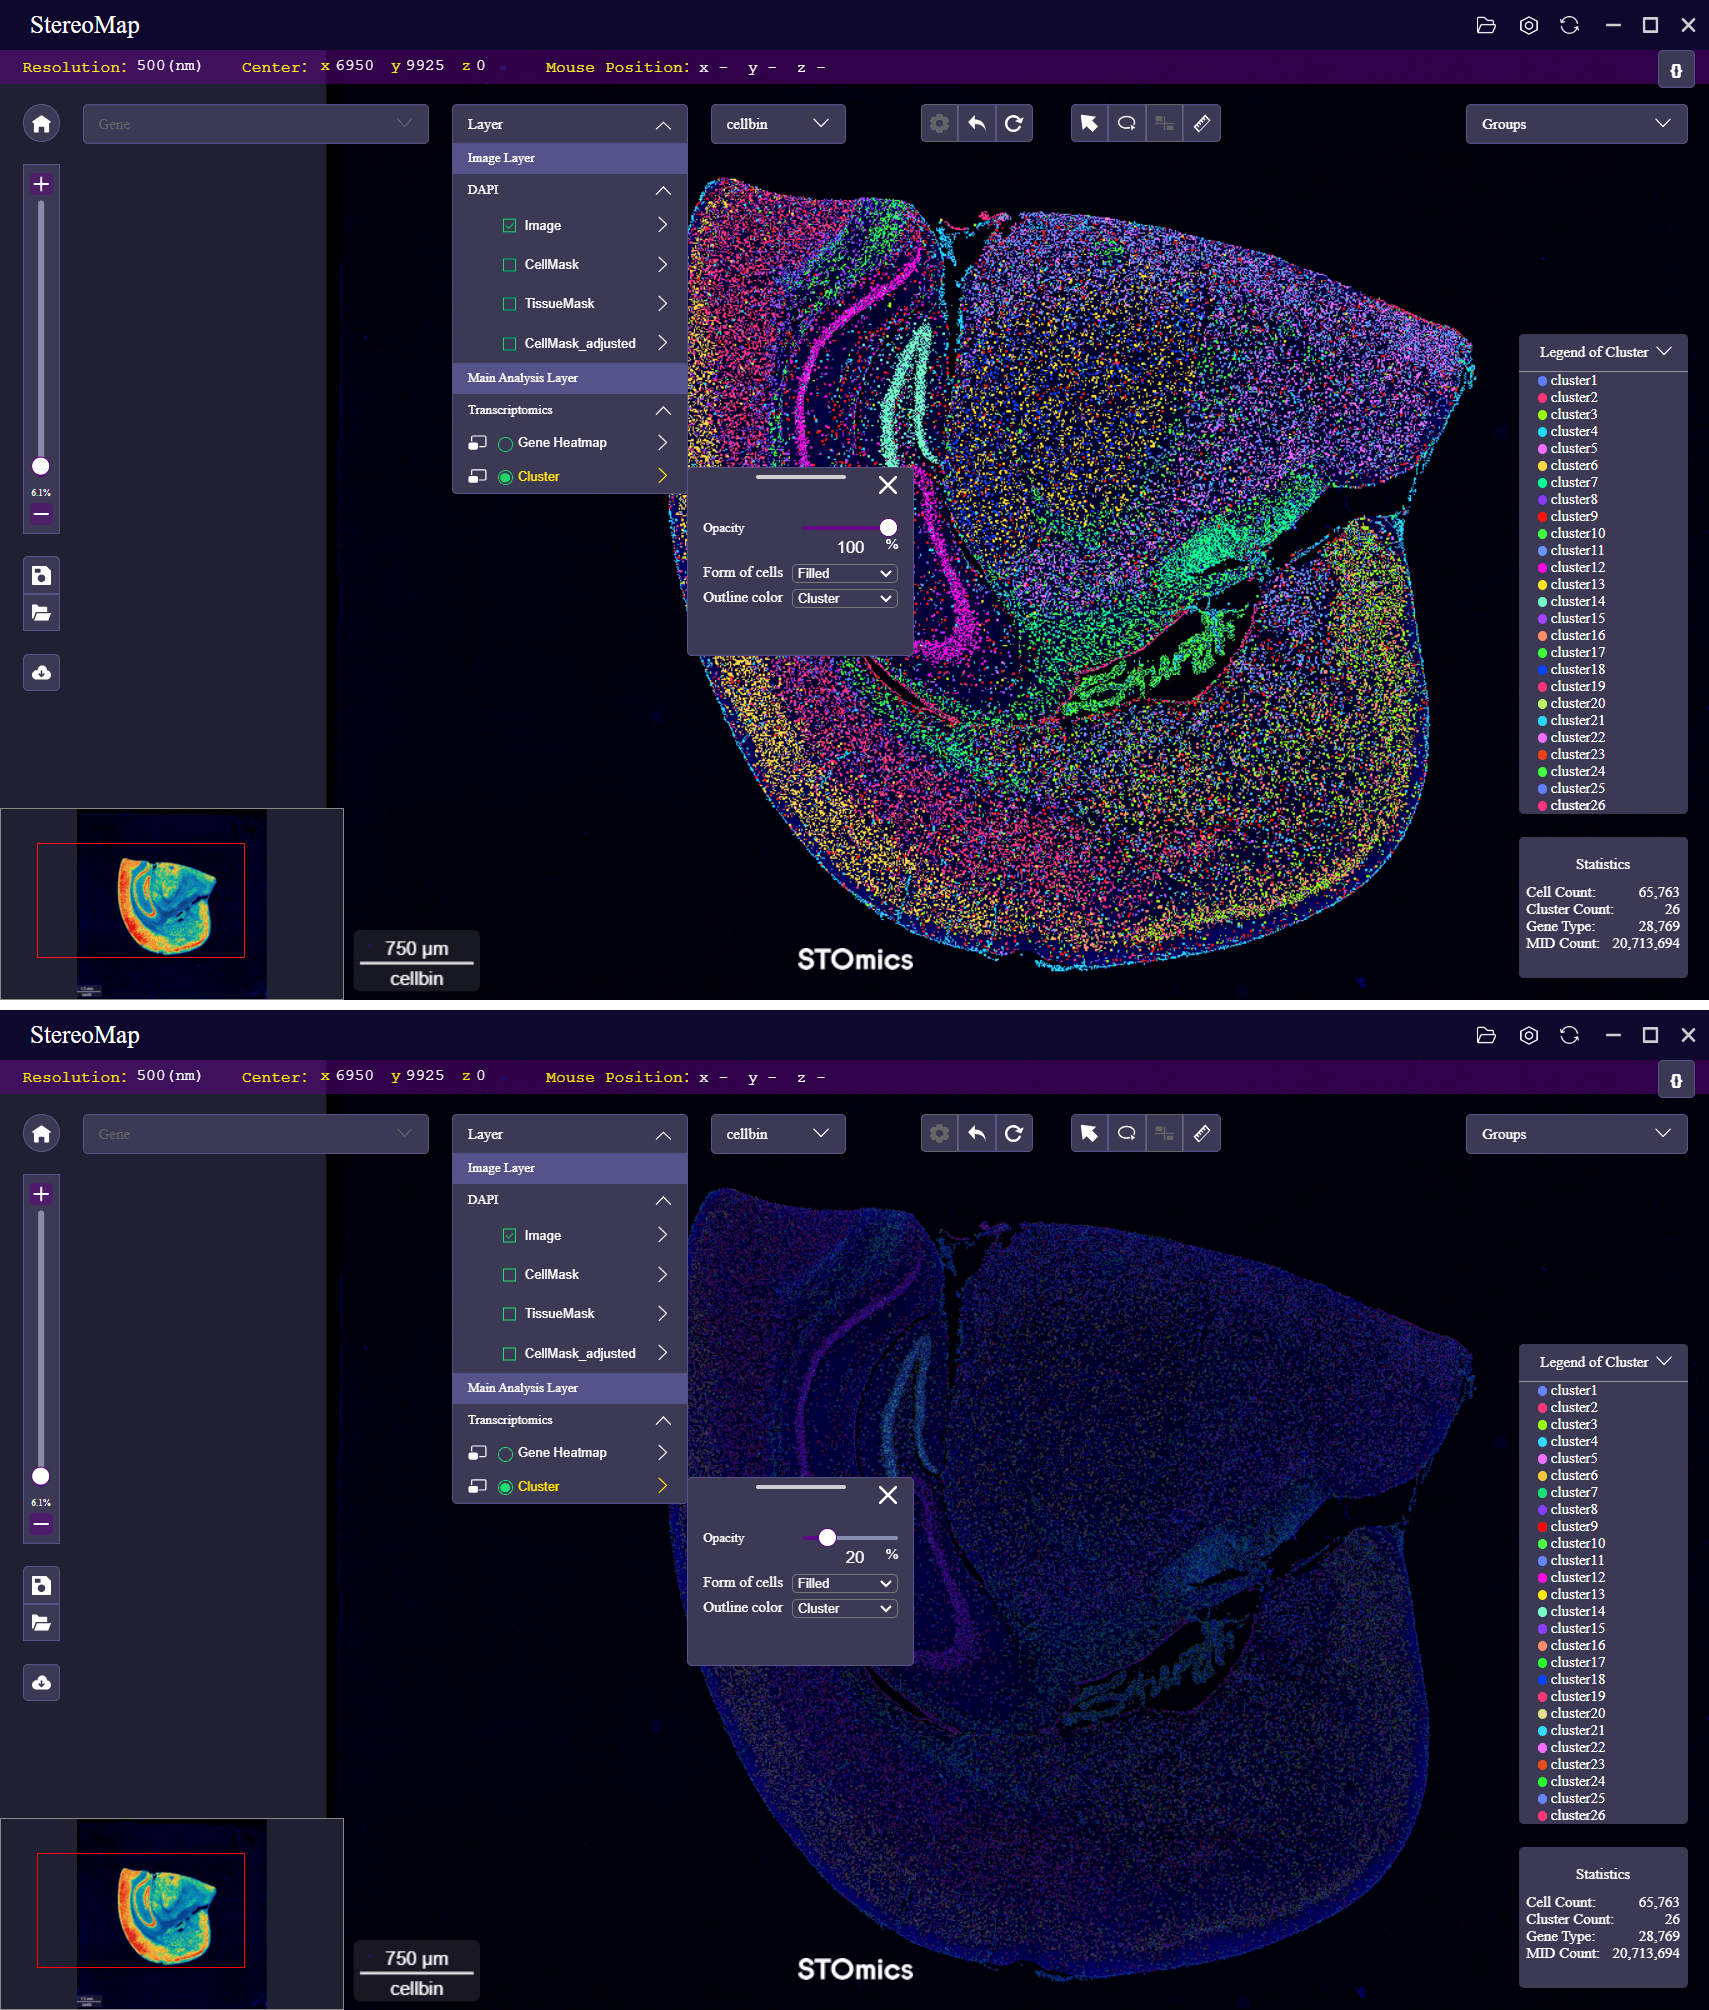 StereoMap
Resolution: 500(nm) Center: x 6950 y 9925 z 0 Mouse Position: x - y - z -
Gene
Layer
cellbin
Groups
Image Layer
DAPI
Image
CellMask
TissueMask
CellMask_adjusted
Main Analysis Layer
Transcriptomics
Gene Heatmap
Cluster
6.1%
Opacity
100 %
Form of cells Filled
Outline color Cluster
Legend of Cluster
cluster1
cluster2
cluster3
cluster4
cluster5
cluster6
cluster7
cluster8
cluster9
cluster10
cluster11
cluster12
cluster13
cluster14
cluster15
cluster16
cluster17
cluster18
cluster19
cluster20
cluster21
cluster22
cluster23
cluster24
cluster25
cluster26
Statistics
Cell Count: 65,763
Cluster Count: 26
Gene Type: 28,769
MID Count: 20,713,694
750 μm
cellbin
STOmics
StereoMap
Resolution: 500(nm) Center: x 6950 y 9925 z 0 Mouse Position: x - y - z -
Gene
Layer
cellbin
Groups
Image Layer
DAPI
Image
CellMask
TissueMask
CellMask_adjusted
Main Analysis Layer
Transcriptomics
Gene Heatmap
Cluster
6.1%
Opacity
20 %
Form of cells Filled
Outline color Cluster
Legend of Cluster
cluster1
cluster2
cluster3
cluster4
cluster5
cluster6
cluster7
cluster8
cluster9
cluster10
cluster11
cluster12
cluster13
cluster14
cluster15
cluster16
cluster17
cluster18
cluster19
cluster20
cluster21
cluster22
cluster23
cluster24
cluster25
cluster26
Statistics
Cell Count: 65,763
Cluster Count: 26
Gene Type: 28,769
MID Count: 20,713,694
750 μm
cellbin
STOmics